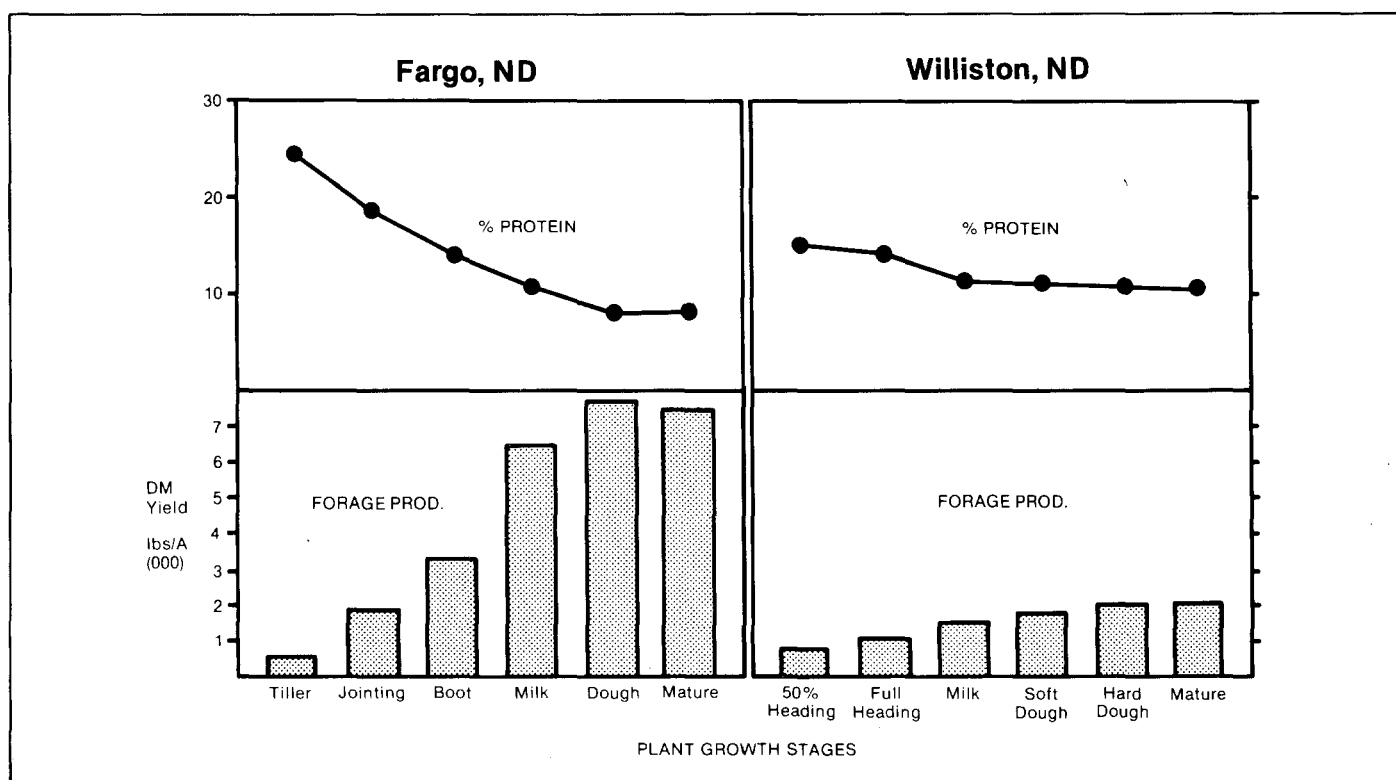 Fargo, ND
Williston, ND
30
20
10
% PROTEIN
% PROTEIN
7
6
5
4
3
2
1
DM
Yield
lbs/A
(000)
FORAGE PROD.
FORAGE PROD.
Tiller Jointing Boot Milk Dough Mature
50% Heading Full Heading Milk Soft Dough Hard Dough Mature
PLANT GROWTH STAGES